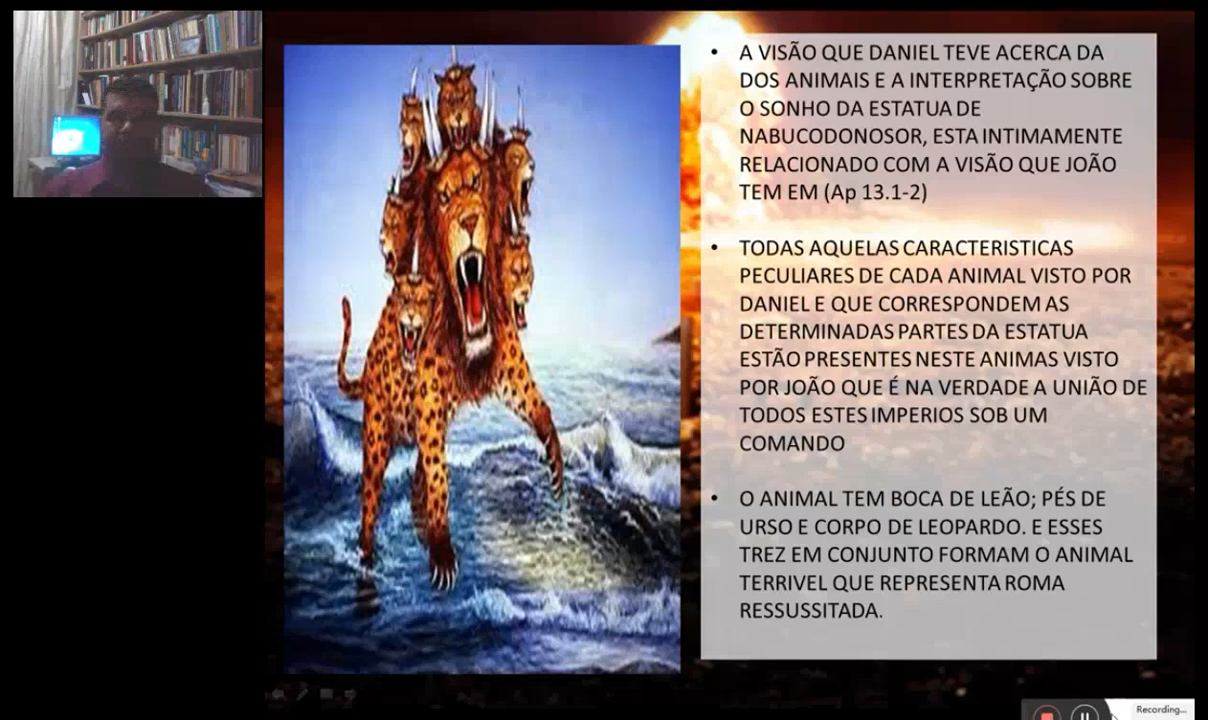 • A VISÃO QUE DANIEL TEVE ACERCA DA
DOS ANIMAIS E A INTERPRETAÇÃO SOBRE
O SONHO DA ESTATUA DE
NABUCODONOSOR, ESTA INTIMAMENTE
RELACIONADO COM A VISÃO QUE JOÃO
TEM EM (Ap 13.1-2)
• TODAS AQUELAS CARACTERISTICAS
PECULIARES DE CADA ANIMAL VISTO POR
DANIEL E QUE CORRESPONDEM AS
DETERMINADAS PARTES DA ESTATUA
ESTÃO PRESENTES NESTE ANIMAS VISTO
POR JOÃO QUE É NA VERDADE A UNIÃO DE
TODOS ESTES IMPERIOS SOB UM
COMANDO
• O ANIMAL TEM BOCA DE LEÃO; PÉS DE
URSO E CORPO DE LEOPARDO. E ESSES
TREZ EM CONJUNTO FORMAM O ANIMAL
TERRIVEL QUE REPRESENTA ROMA
RESSUSSITADA.
Recording...